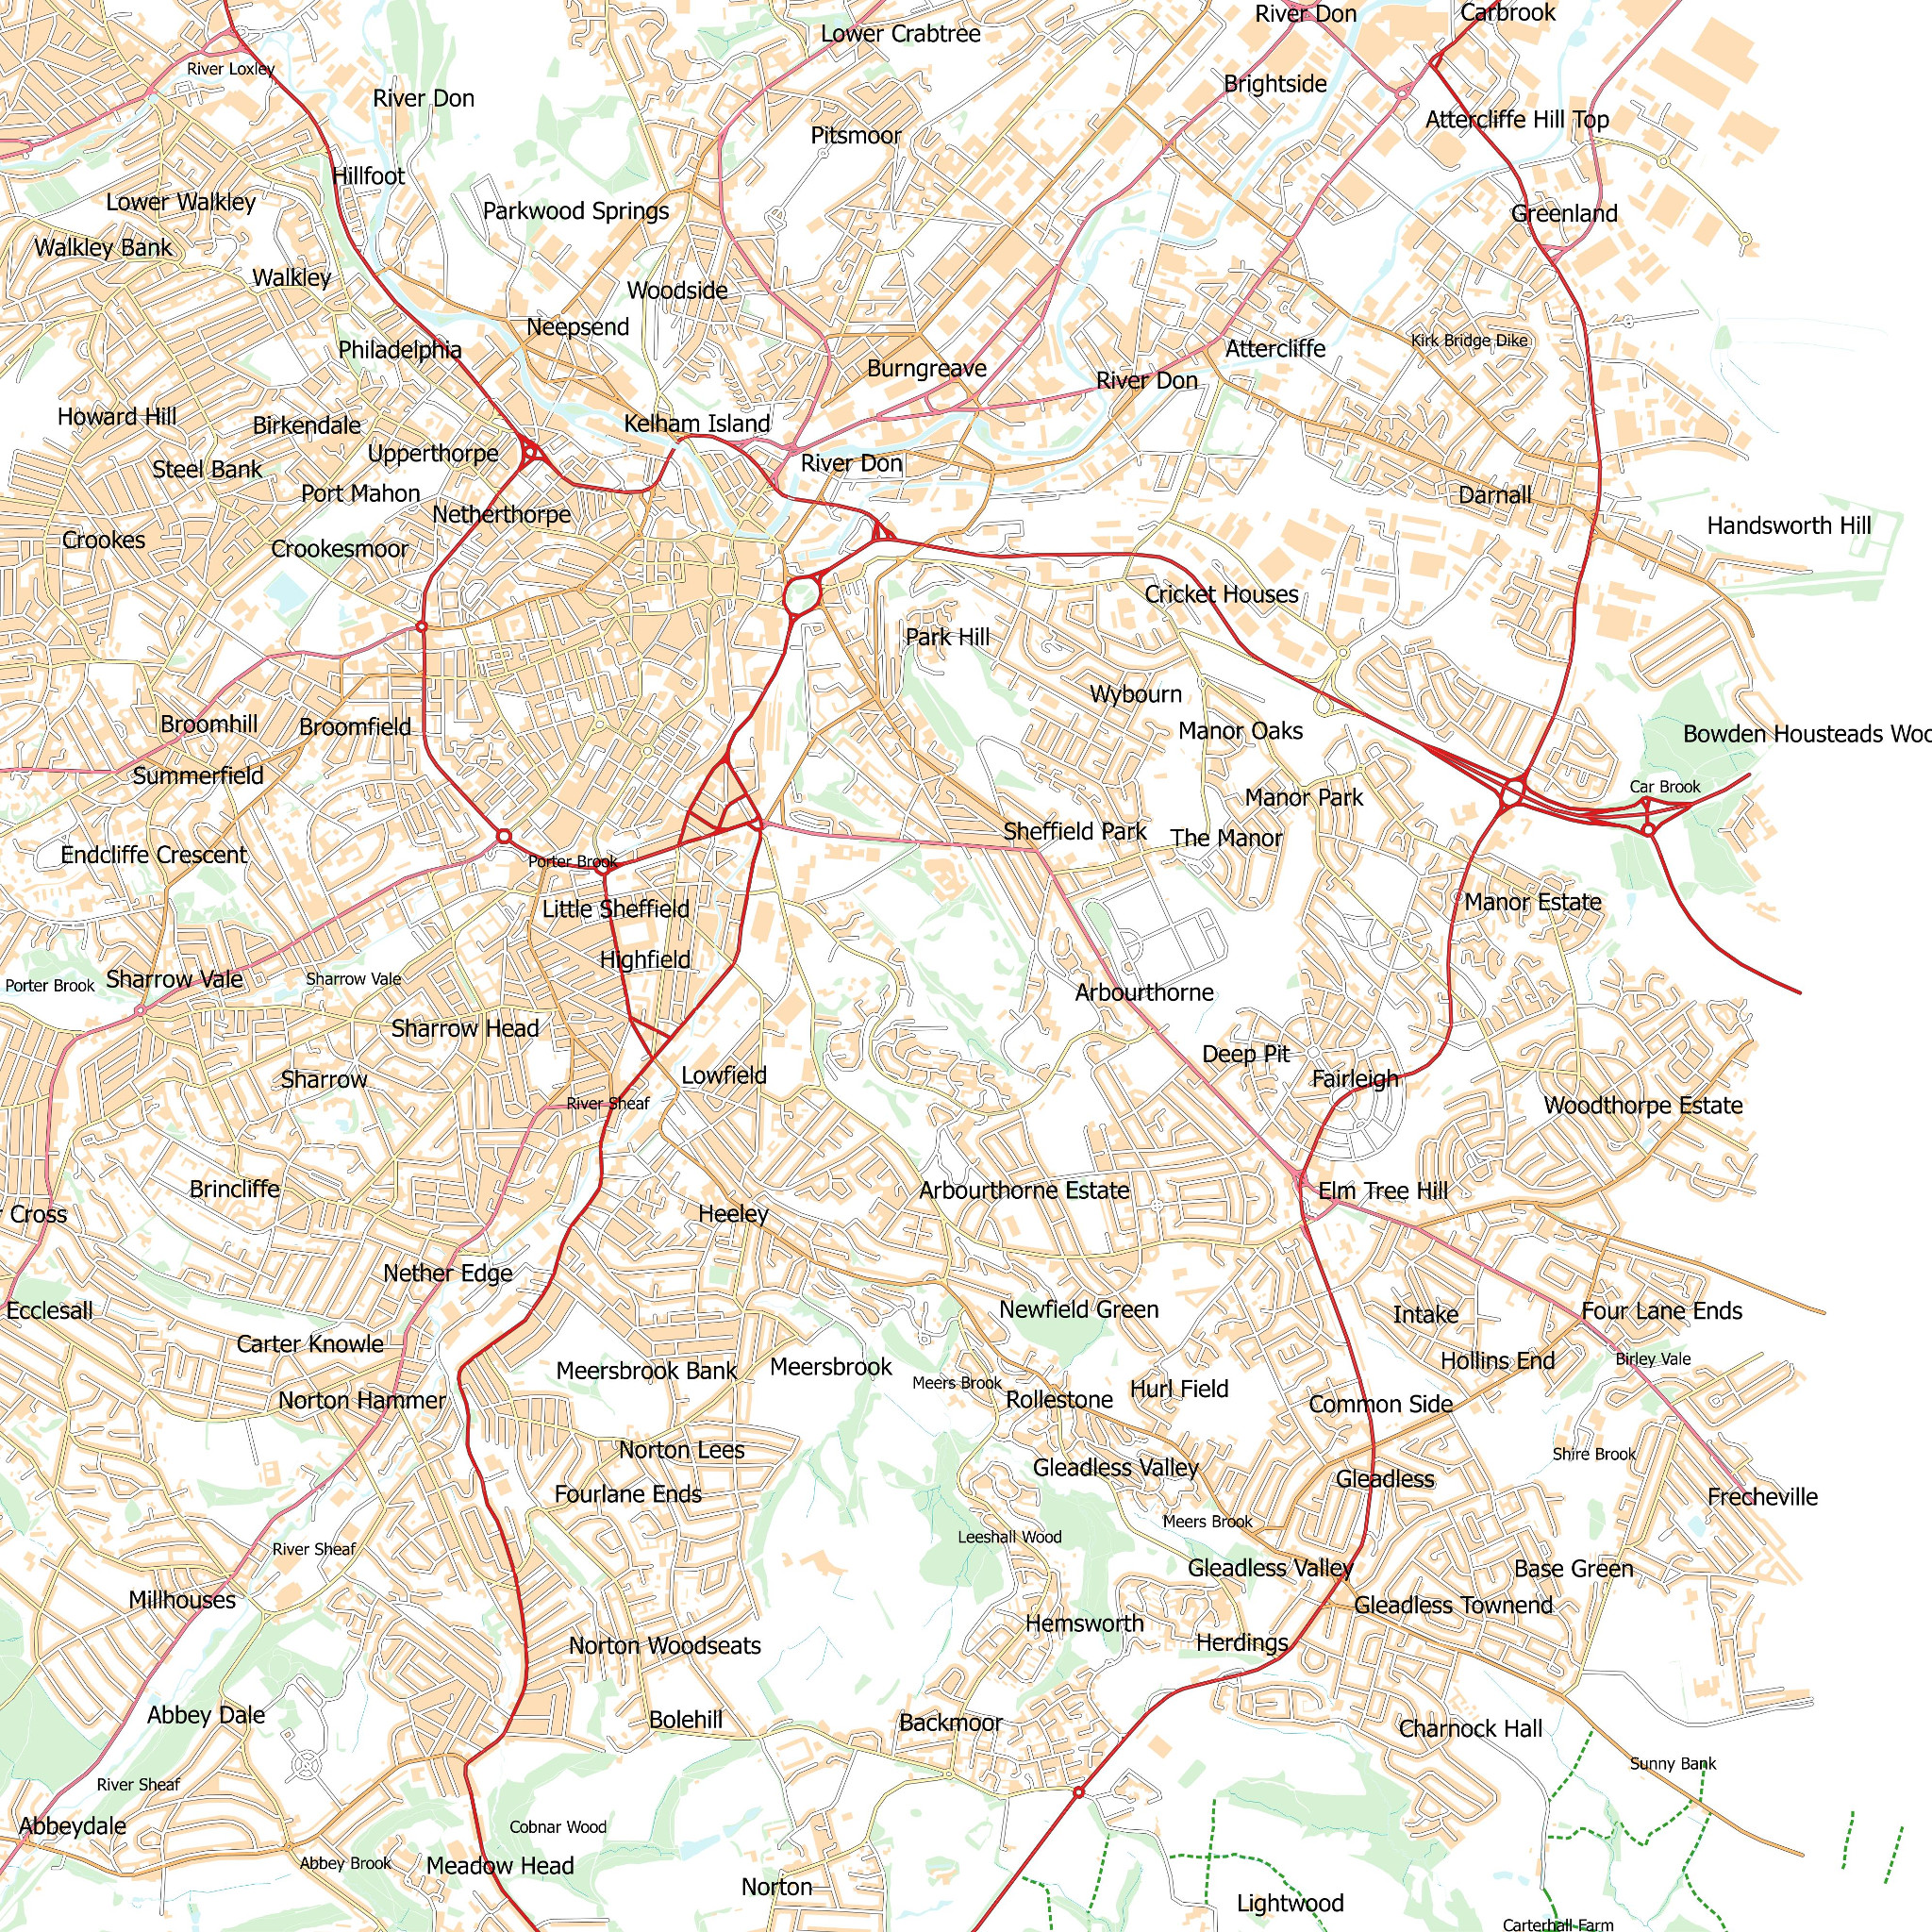 River Don
Carbrook
Lower Crabtree
River Loxley
Brightside
River Don
Attercliffe Hill Top
Pitsmoor
Hillfoot
Lower Walkley
Parkwood Springs
Greenland
Walkley Bank
Walkley
Woodside
Neepsend
Kirk Bridge Dike
Philadelphia
Attercliffe
Burngreave
River Don
Howard Hill
Birkendale
Kelham Island
Upperthorpe
River Don
Steel Bank
Port Mahon
Darnall
Netherthorpe
Handsworth Hill
Crookes
Crookesmoor
Cricket Houses
Park Hill
Wybourn
Broomhill
Broomfield
Manor Oaks
Bowden Housteads Woo
Summerfield
Car Brook
Manor Park
Sheffield Park
The Manor
Endcliffe Crescent
Porter Brook
Manor Estate
Little Sheffield
Highfield
Sharrow Vale
Sharrow Vale
Porter Brook
Arbourthorne
Sharrow Head
Deep Pit
Lowfield
Sharrow
Fairleigh
River Sheaf
Woodthorpe Estate
Brincliffe
Arbourthorne Estate
Elm Tree Hill
r Cross
Heeley
Nether Edge
Ecclesall
Newfield Green
Intake
Four Lane Ends
Carter Knowle
Birley Vale
Hollins End
Meersbrook Bank
Meersbrook
Meers Brook
Hurl Field
Norton Hammer
Rollestone
Common Side
Norton Lees
Shire Brook
Gleadless Valley
Gleadless
Fourlane Ends
Frecheville
Meers Brook
Leeshall Wood
River Sheaf
Gleadless Valley
Base Green
Millhouses
Gleadless Townend
Hemsworth
Herdings
Norton Woodseats
Abbey Dale
Bolehill
Backmoor
Charnock Hall
Sunny Bank
River Sheaf
Abbeydale
Cobnar Wood
Abbey Brook
Meadow Head
Norton
Lightwood
Carterhall Farm